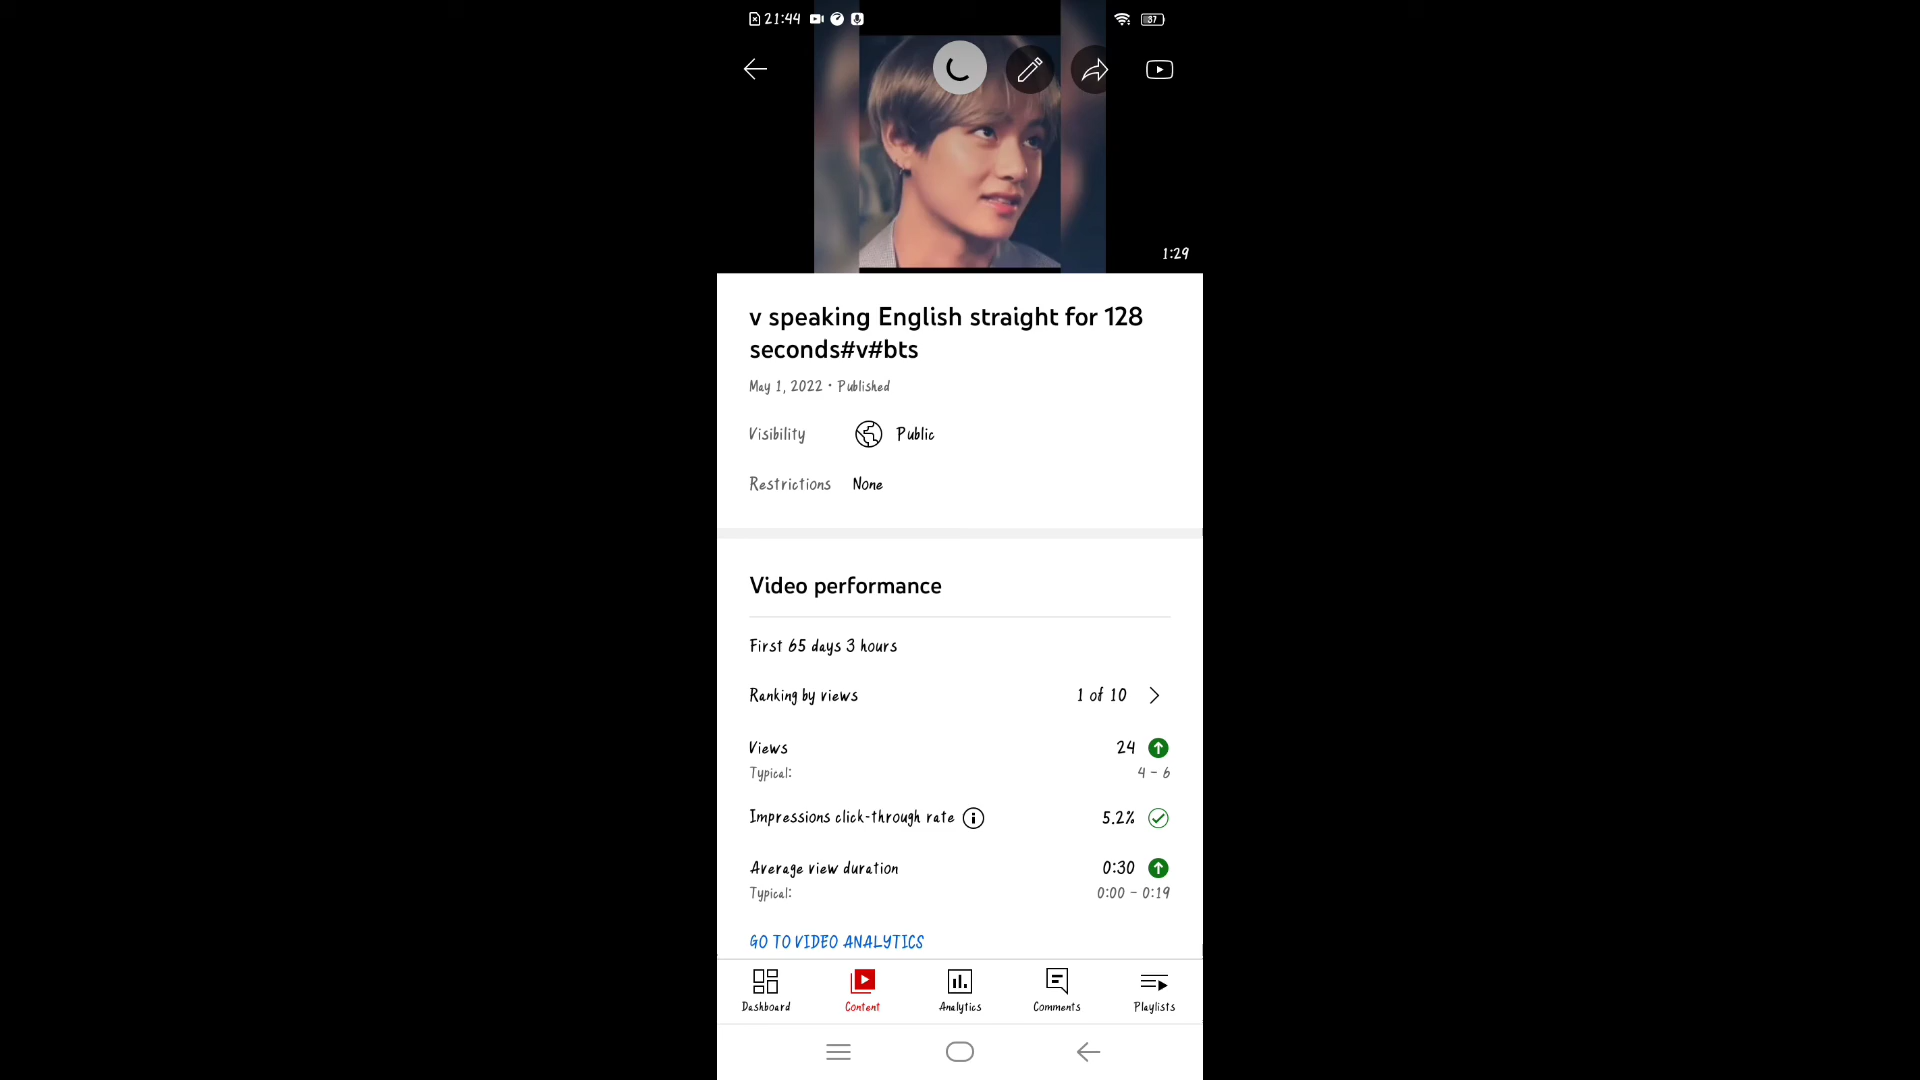 21:44
37
1:29
v speaking English straight for 128
seconds#v#bts
May 1, 2022 • Published
Visibility Public
Restrictions None
Video performance
First 65 days 3 hours
Ranking by views 1 of 10
Views 24
Typical: 4 – 6
Impressions click-through rate 5.2%
Average view duration 0:30
Typical: 0:00 – 0:19
GO TO VIDEO ANALYTICS
Dashboard Content Analytics Comments Playlists